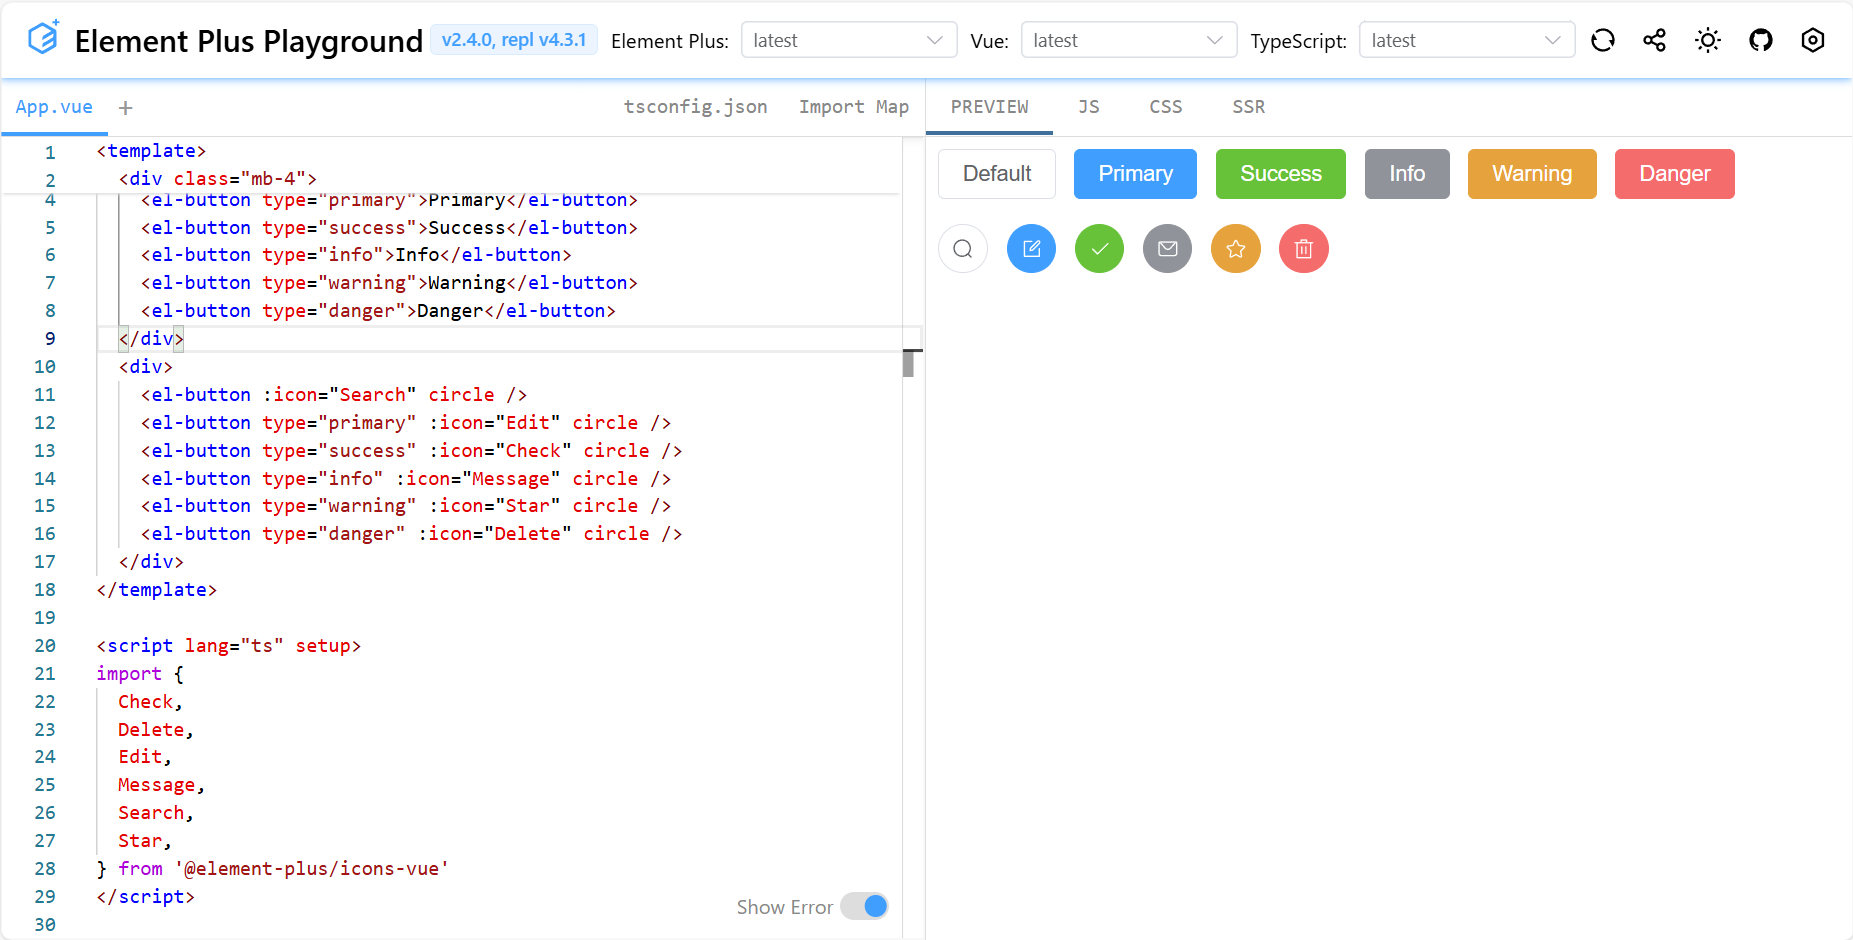 Element Plus Playground v2.4.0, repl v4.3.1 Element Plus: latest Vue: latest TypeScript: latest
App.vue + tsconfig.json Import Map
PREVIEW JS CSS SSR
1 <template>
2 <div class="mb-4">
4 <el-button type="primary">Primary</el-button>
5 <el-button type="success">Success</el-button>
6 <el-button type="info">Info</el-button>
7 <el-button type="warning">Warning</el-button>
8 <el-button type="danger">Danger</el-button>
9 </div>
10 <div>
11 <el-button :icon="Search" circle />
12 <el-button type="primary" :icon="Edit" circle />
13 <el-button type="success" :icon="Check" circle />
14 <el-button type="info" :icon="Message" circle />
15 <el-button type="warning" :icon="Star" circle />
16 <el-button type="danger" :icon="Delete" circle />
17 </div>
18 </template>
19
20 <script lang="ts" setup>
21 import {
22 Check,
23 Delete,
24 Edit,
25 Message,
26 Search,
27 Star,
28 } from '@element-plus/icons-vue'
29 </script>
30
Show Error
Default Primary Success Info Warning Danger